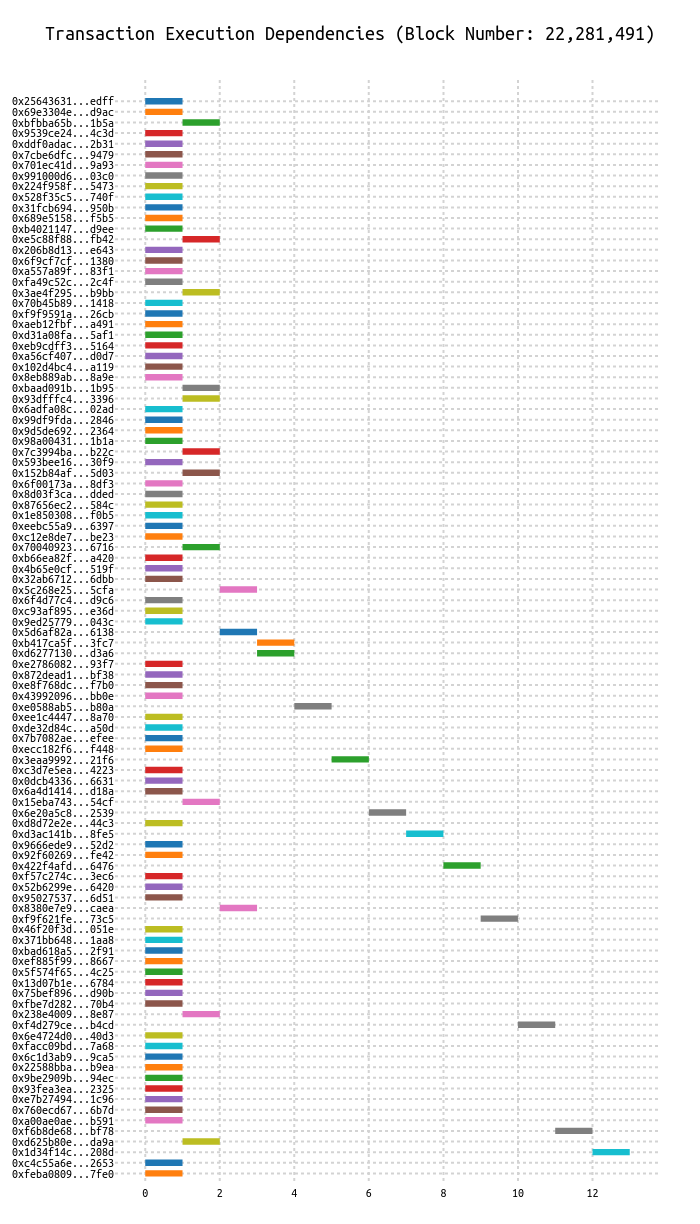 Transaction Execution Dependencies (Block Number: 22,281,491)
0x25643631...edff
0x69e3304e...d9ac
0xbfbba65b...1b5a
0x9539ce24...4c3d
0xddf0adac...2b31
0x7cbe6dfc...9479
0x701ec41d...9a93
0x991000d6...03c0
0x224f958f...5473
0x528f35c5...740f
0x31fcb694...950b
0x689e5158...f5b5
0xb4021147...d9ee
0xe5c88f88...fb42
0x206b8d13...e643
0x6f9cf7cf...1380
0xa557a89f...83f1
0xfa49c52c...2c4f
0x3ae4f295...b9bb
0x70b45b89...1418
0xf9f9591a...26cb
0xaeb12fbf...a491
0xd31a08fa...5af1
0xeb9cdff3...5164
0xa56cf407...d0d7
0x102d4bc4...a119
0x8eb889ab...8a9e
0xbaad091b...1b95
0x93dfffc4...3396
0x6adfa08c...02ad
0x99df9fda...2846
0x9d5de692...2364
0x98a00431...1b1a
0x7c3994ba...b22c
0x593bee16...30f9
0x152b84af...5d03
0x6f00173a...8df3
0x8d03f3ca...dded
0x87656ec2...584c
0x1e850308...f0b5
0xeebc55a9...6397
0xc12e8de7...be23
0x70040923...6716
0xb66ea82f...a420
0x4b65e0cf...519f
0x32ab6712...6dbb
0x5c268e25...5cfa
0x6f4d77c4...d9c6
0xc93af895...e36d
0x9ed25779...043c
0x5d6af82a...6138
0xb417ca5f...3fc7
0xd6277130...d3a6
0xe2786082...93f7
0x872dead1...bf38
0xe8f768dc...f7b0
0x43992096...bb0e
0xe0588ab5...b80a
0xee1c4447...8a70
0xde32d84c...a50d
0x7b7082ae...efee
0xecc182f6...f448
0x3eaa9992...21f6
0xc3d7e5ea...4223
0x0dcb4336...6631
0x6a4d1414...d18a
0x15eba743...54cf
0x6e20a5c8...2539
0xd8d72e2e...44c3
0xd3ac141b...8fe5
0x9666ede9...52d2
0x92f60269...fe42
0x422f4afd...6476
0xf57c274c...3ec6
0x52b6299e...6420
0x95027537...6d51
0x8380e7e9...caea
0xf9f621fe...73c5
0x46f20f3d...051e
0x371bb648...1aa8
0xbad618a5...2f91
0xef885f99...8667
0x5f574f65...4c25
0x13d07b1e...6784
0x75bef896...d90b
0xfbe7d282...70b4
0x238e4009...8e87
0xf4d279ce...b4cd
0x6e4724d0...40d3
0xfacc09bd...7a68
0x6c1d3ab9...9ca5
0x22588bba...b9ea
0x9be2909b...94ec
0x93fea3ea...2325
0xe7b27494...1c96
0x760ecd67...6b7d
0xa00ae0ae...b591
0xf6b8de68...bf78
0xd625b80e...da9a
0x1d34f14c...208d
0xc4c55a6e...2653
0xfeba0809...7fe0
0 2 4 6 8 10 12